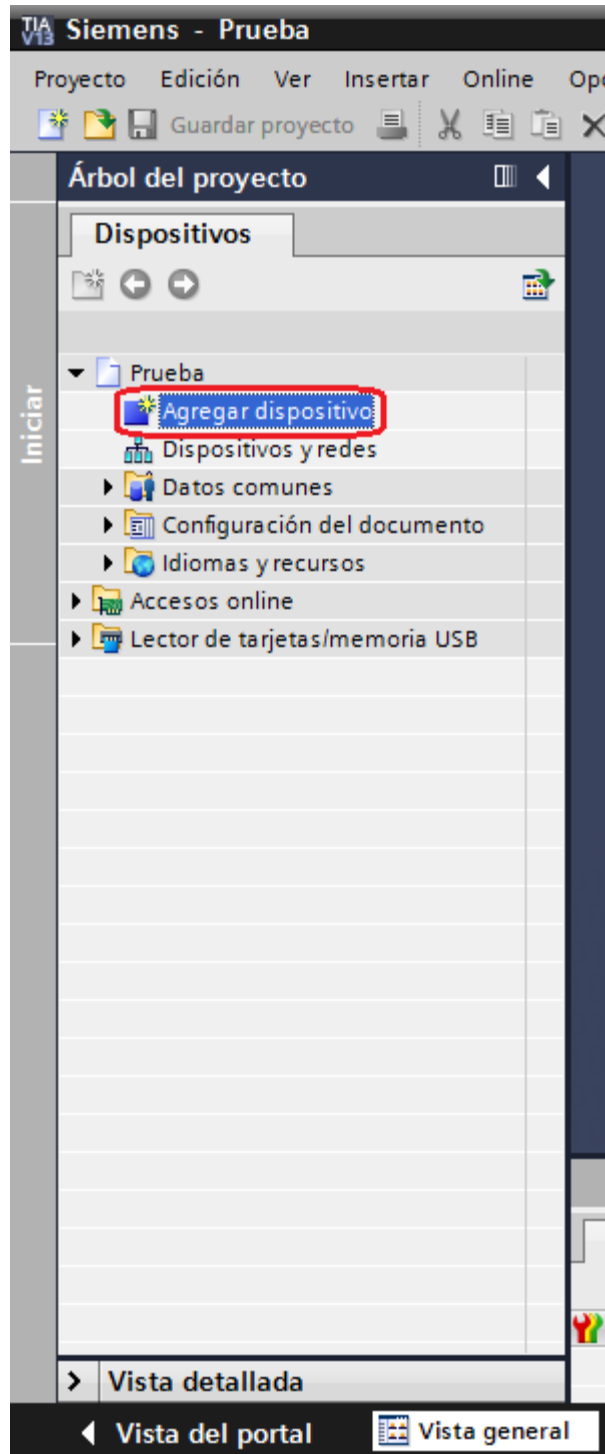 TIA V13 Siemens - Prueba
Proyecto Edición Ver Insertar Online
Guardar proyecto
Árbol del proyecto
Dispositivos
Iniciar
Prueba
Agregar dispositivo
Dispositivos y redes
Datos comunes
Configuración del documento
Idiomas y recursos
Accesos online
Lector de tarjetas/memoria USB
Vista detallada
Vista del portal Vista general